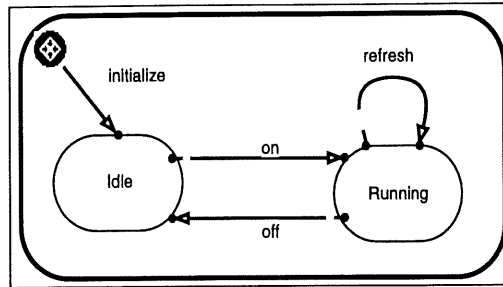 refresh
initialize
on
Idle
Running
off